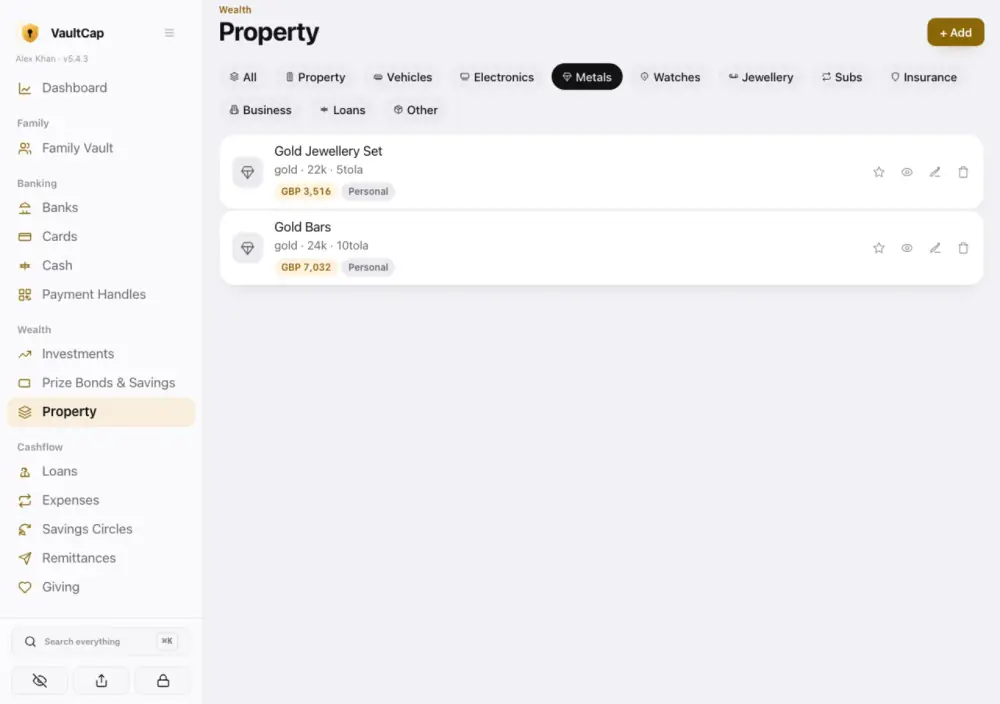 VaultCap
Alex Khan · v5.4.3
Dashboard
Family
Family Vault
Banking
Banks
Cards
Cash
Payment Handles
Wealth
Investments
Prize Bonds & Savings
Property
Cashflow
Loans
Expenses
Savings Circles
Remittances
Giving
Search everything ⌘K
Wealth
Property
+ Add
All Property Vehicles Electronics Metals Watches Jewellery Subs Insurance
Business Loans Other
Gold Jewellery Set
gold · 22k · 5tola
GBP 3,516 Personal
Gold Bars
gold · 24k · 10tola
GBP 7,032 Personal